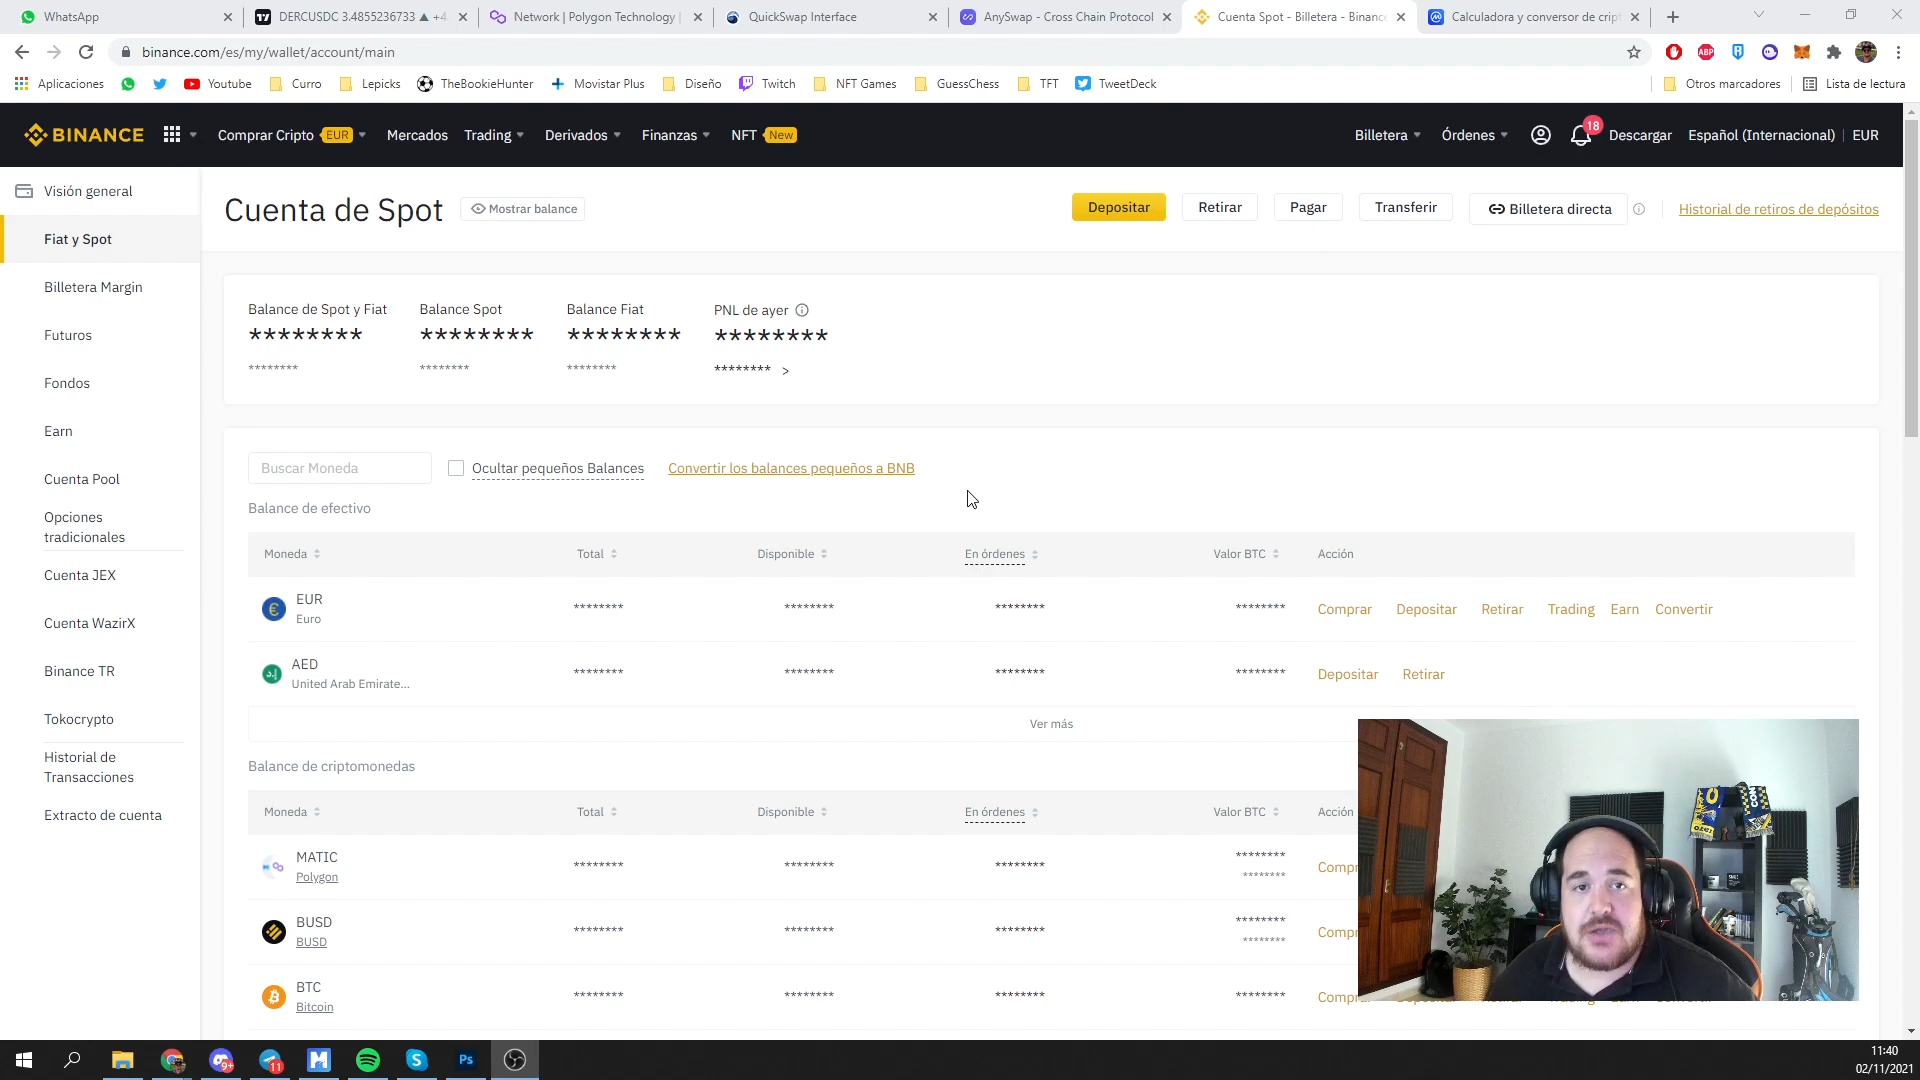 WhatsApp
DERCUSDC 3.4855236733 ▲ +4
Network | Polygon Technology |
QuickSwap Interface
AnySwap - Cross Chain Protocol
Cuenta Spot - Billetera - Binance
Calculadora y conversor de crip
binance.com/es/my/wallet/account/main
Aplicaciones
Youtube
Curro
Lepicks
TheBookieHunter
Movistar Plus
Diseño
Twitch
NFT Games
GuessChess
TFT
TweetDeck
Otros marcadores
Lista de lectura
BINANCE
Comprar Cripto EUR
Mercados
Trading
Derivados
Finanzas
NFT New
Billetera
Órdenes
18
Descargar
Español (Internacional)
EUR
Visión general
Fiat y Spot
Billetera Margin
Futuros
Fondos
Earn
Cuenta Pool
Opciones
tradicionales
Cuenta JEX
Cuenta WazirX
Binance TR
Tokocrypto
Historial de
Transacciones
Extracto de cuenta
Cuenta de Spot
Mostrar balance
Depositar
Retirar
Pagar
Transferir
Billetera directa
Historial de retiros de depósitos
Balance de Spot y Fiat
Balance Spot
Balance Fiat
PNL de ayer
******** ******** ******** ********
******** ******** ******** ******** >
Buscar Moneda
Ocultar pequeños Balances
Convertir los balances pequeños a BNB
Balance de efectivo
Moneda Total Disponible En órdenes Valor BTC Acción
EUR
Euro
******** ******** ******** ********
Comprar Depositar Retirar Trading Earn Convertir
AED
United Arab Emirate...
******** ******** ******** ********
Depositar Retirar
Ver más
Balance de criptomonedas
Moneda Total Disponible En órdenes Valor BTC Acción
MATIC
Polygon
******** ******** ******** ********
********
Compr
BUSD
BUSD
******** ******** ******** ********
********
Compr
BTC
Bitcoin
******** ******** ******** ********
Compr
9+
11
Ps
11:40
02/11/2021